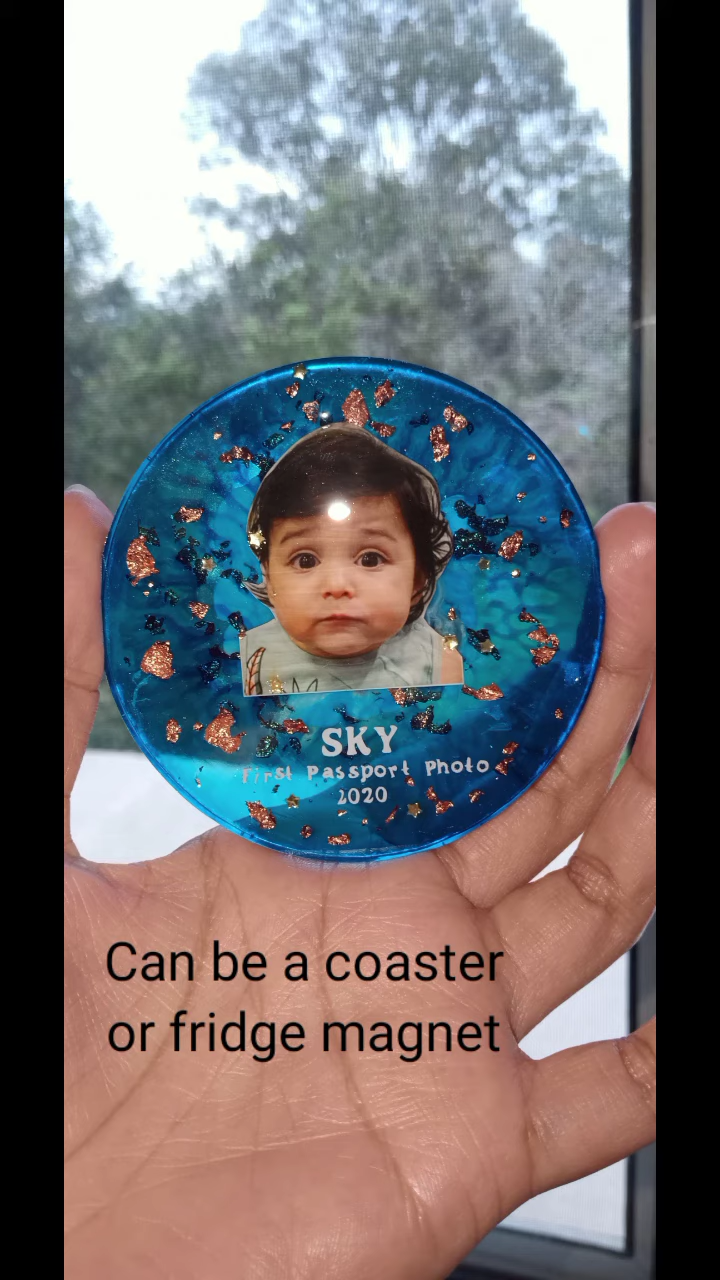 SKY
First Passport Photo
2020
Can be a coaster
or fridge magnet